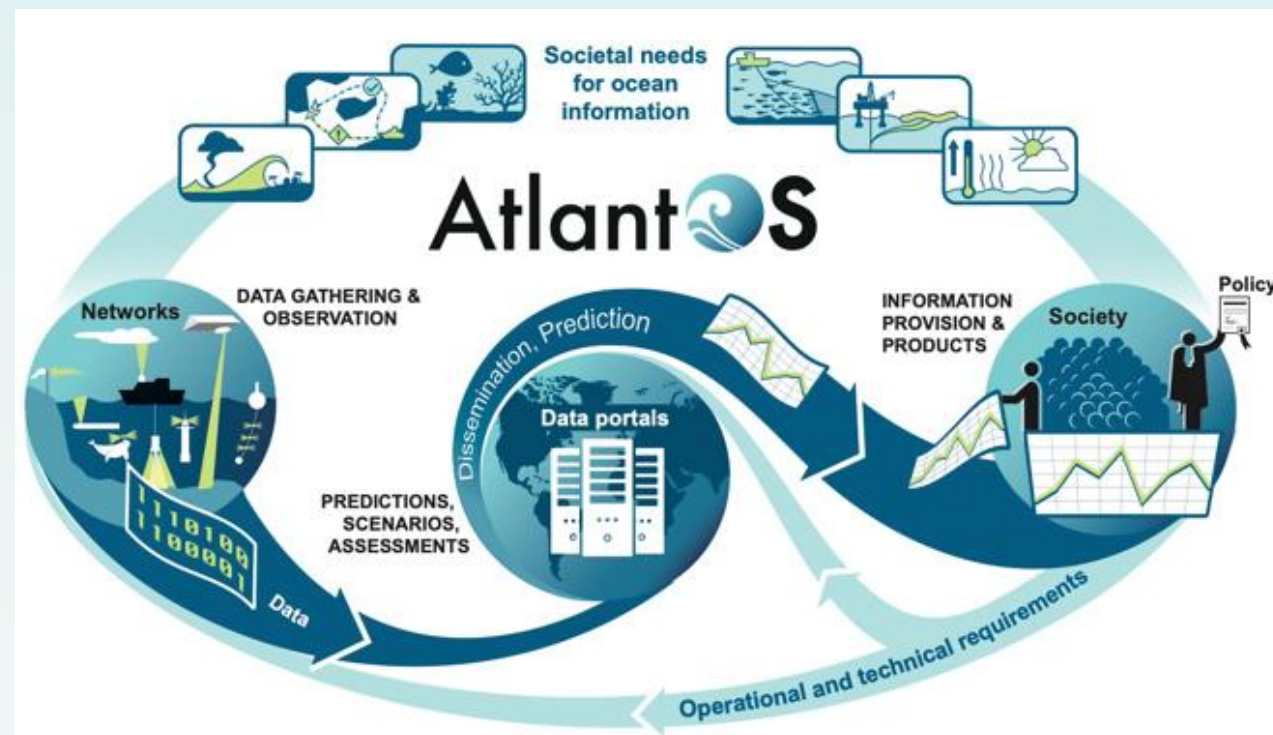 Societal needs
for ocean
information
AtlantOS
Networks
DATA GATHERING &
OBSERVATION
Dissemination, Prediction
INFORMATION
PROVISION &
PRODUCTS
Society
Policy
Data portals
PREDICTIONS,
SCENARIOS,
ASSESSMENTS
1110100
100001
Data
Operational and technical requirements